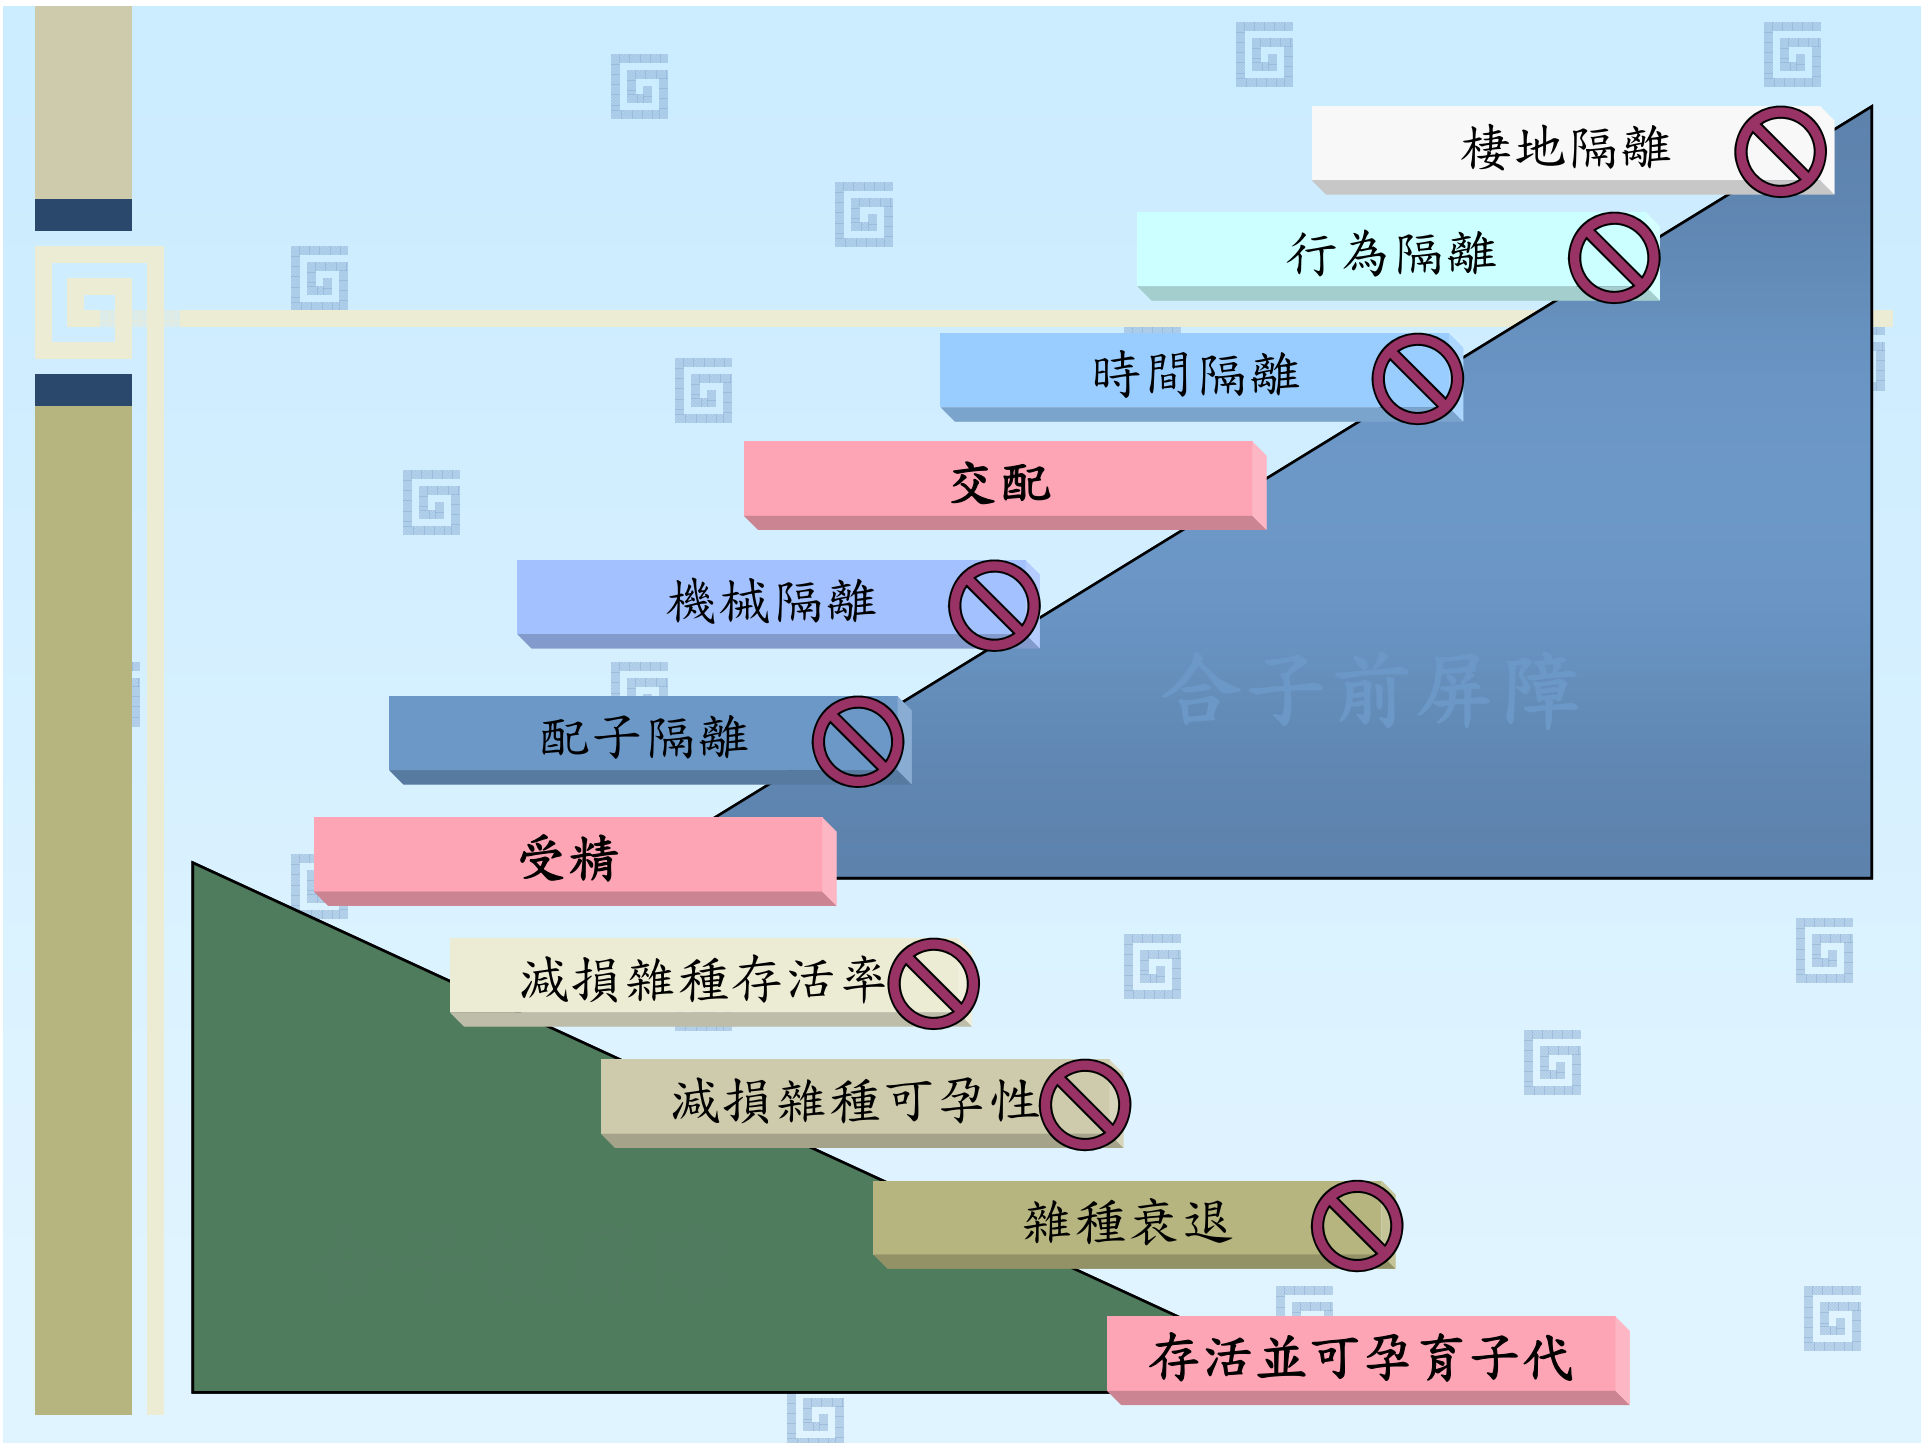 棲地隔離
行為隔離
時間隔離
交配
機械隔離
合子前屏障
配子隔離
受精
減損雜種存活率
減損雜種可孕性
雜種衰退
存活並可孕育子代